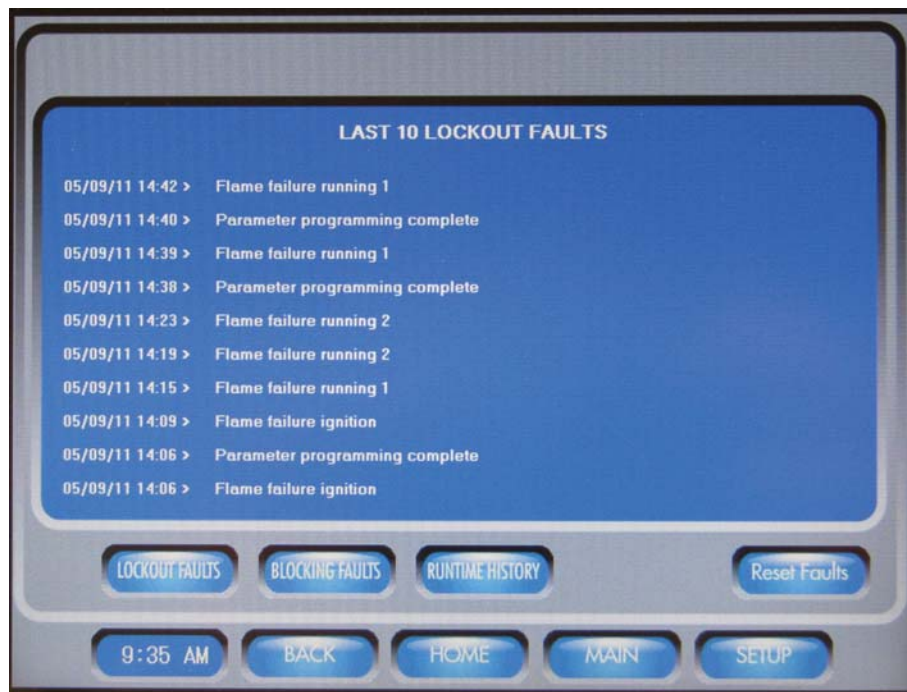 LAST 10 LOCKOUT FAULTS
05/09/11 14:42 > Flame failure running 1
05/09/11 14:40 > Parameter programming complete
05/09/11 14:39 > Flame failure running 1
05/09/11 14:38 > Parameter programming complete
05/09/11 14:23 > Flame failure running 2
05/09/11 14:19 > Flame failure running 2
05/09/11 14:15 > Flame failure running 1
05/09/11 14:09 > Flame failure ignition
05/09/11 14:06 > Parameter programming complete
05/09/11 14:06 > Flame failure ignition
LOCKOUT FAULTS BLOCKING FAULTS RUNTIME HISTORY Reset Faults
9:35 AM BACK HOME MAIN SETUP